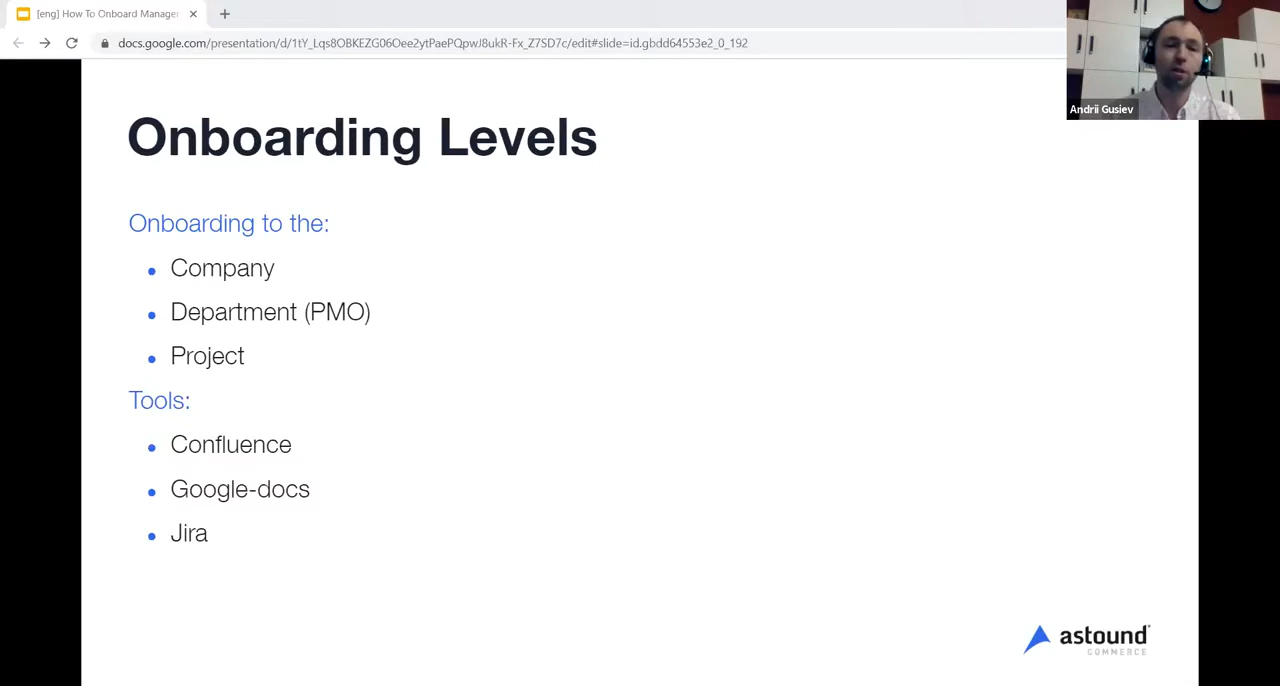 [eng] How To Onboard Manager
docs.google.com/presentation/d/1tY_Lqs8OBKEZG06Oee2ytPaePQpwJ8ukR-Fx_Z7SD7c/edit#slide=id.gbdd64553e2_0_192
Andrii Gusiev
Onboarding Levels
Onboarding to the:
Company
Department (PMO)
Project
Tools:
Confluence
Google-docs
Jira
astound
COMMERCE